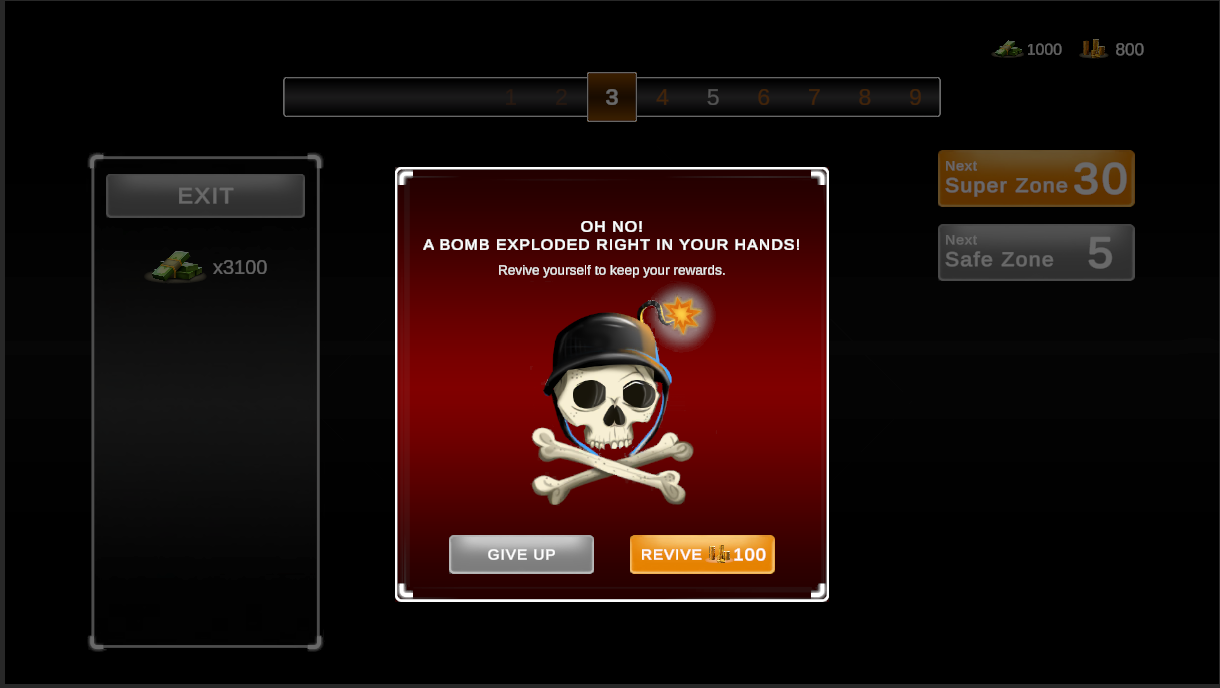 1000 800
1 2 3 4 5 6 7 8 9
EXIT
x3100
OH NO!
A BOMB EXPLODED RIGHT IN YOUR HANDS!
Revive yourself to keep your rewards.
GIVE UP
REVIVE 100
Next
Super Zone 30
Next
Safe Zone 5